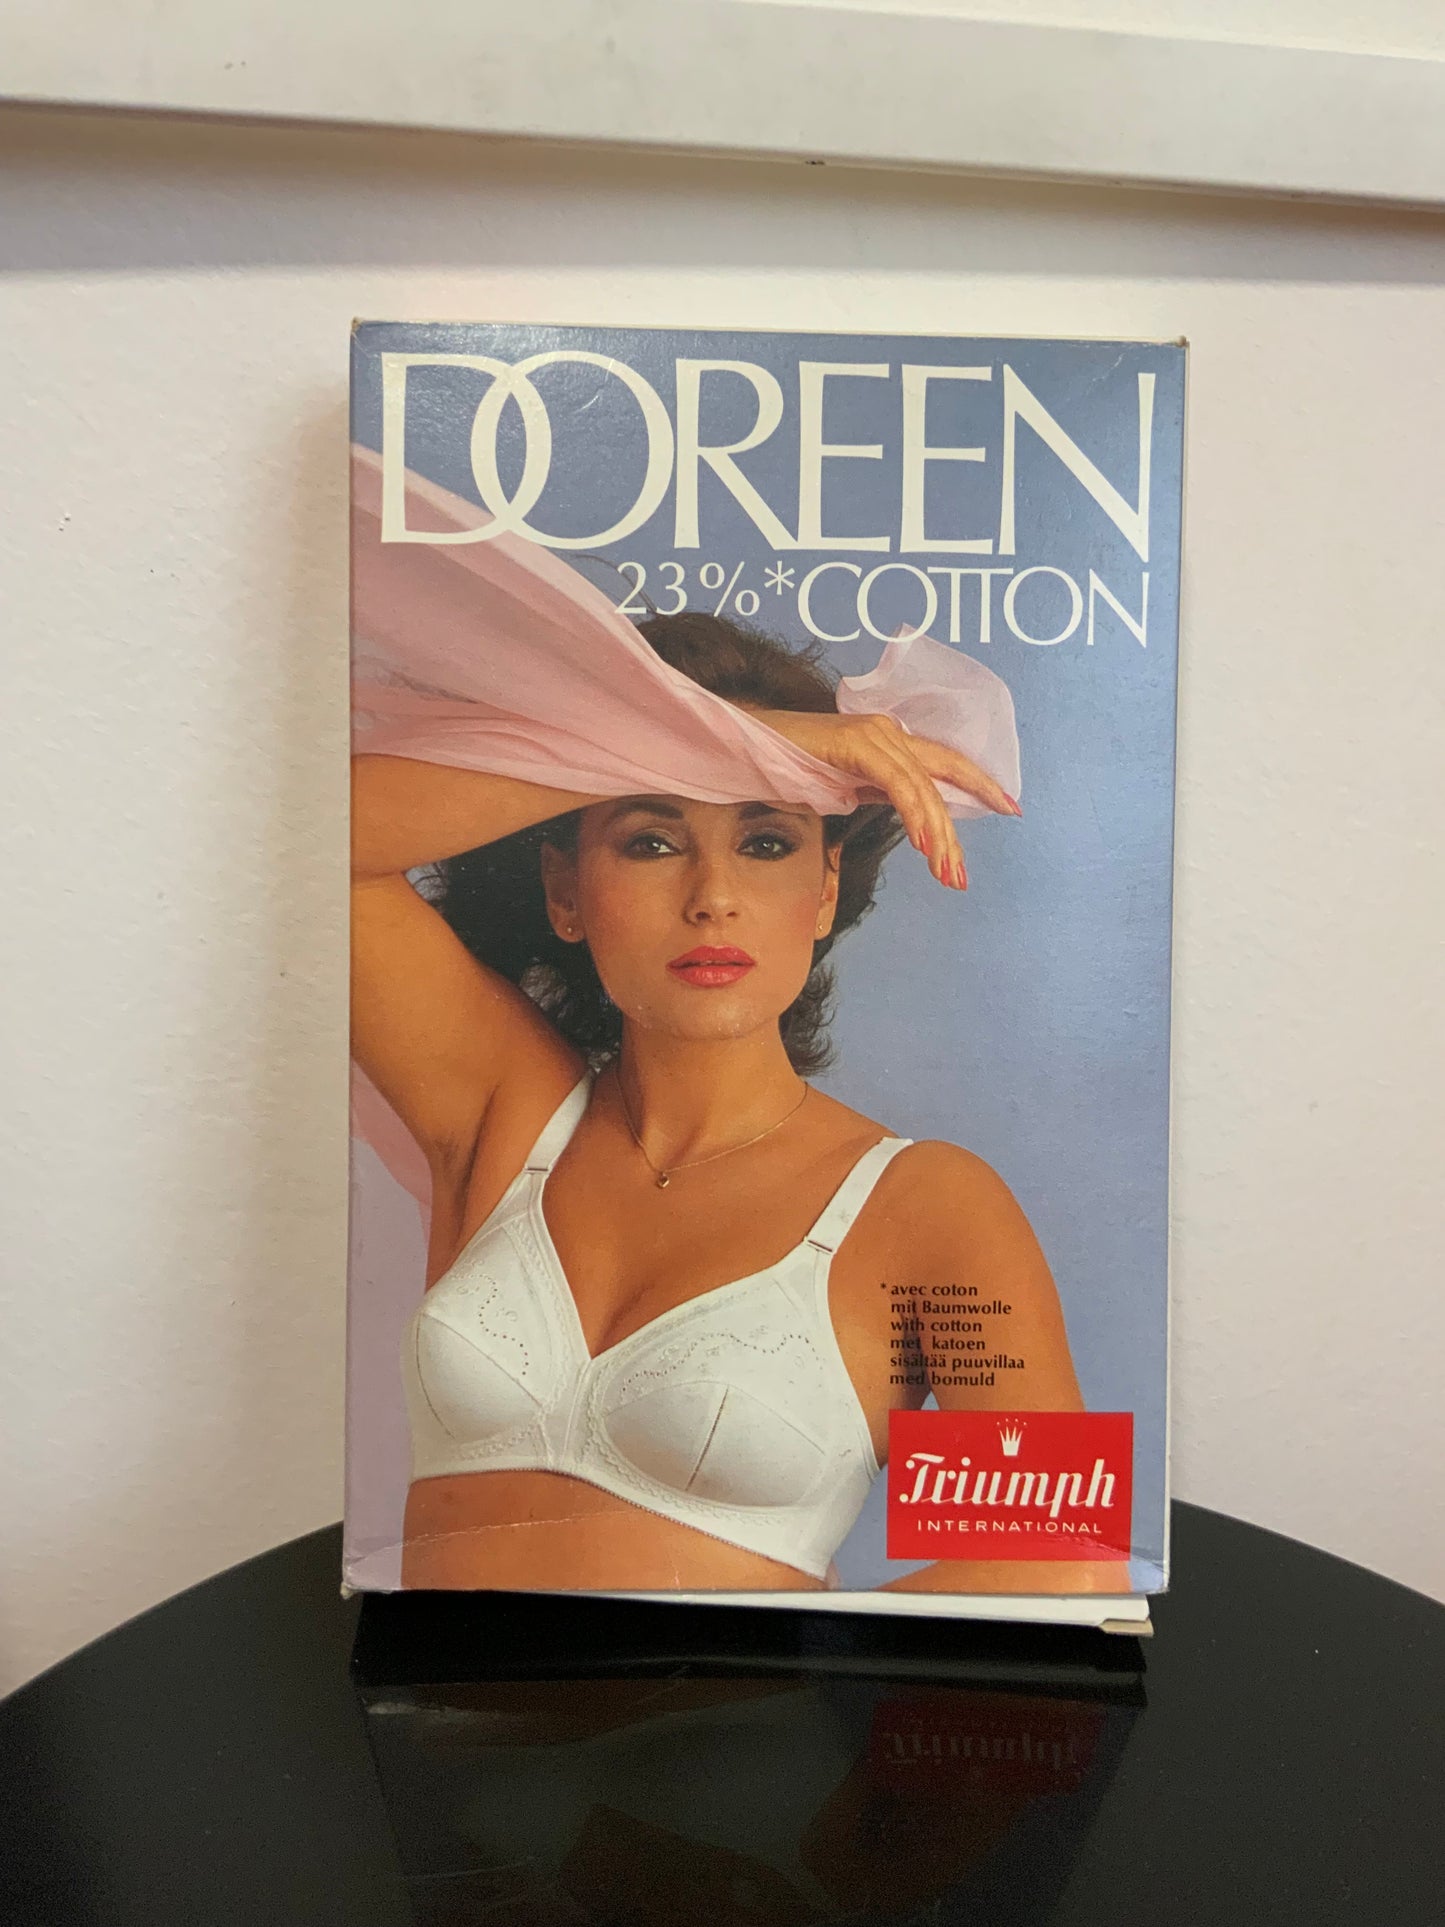 DOREEN
23%*COTTON
* avec coton
mit Baumwolle
with cotton
met katoen
sisältää puuvillaa
med bomuld
Triumph
INTERNATIONAL